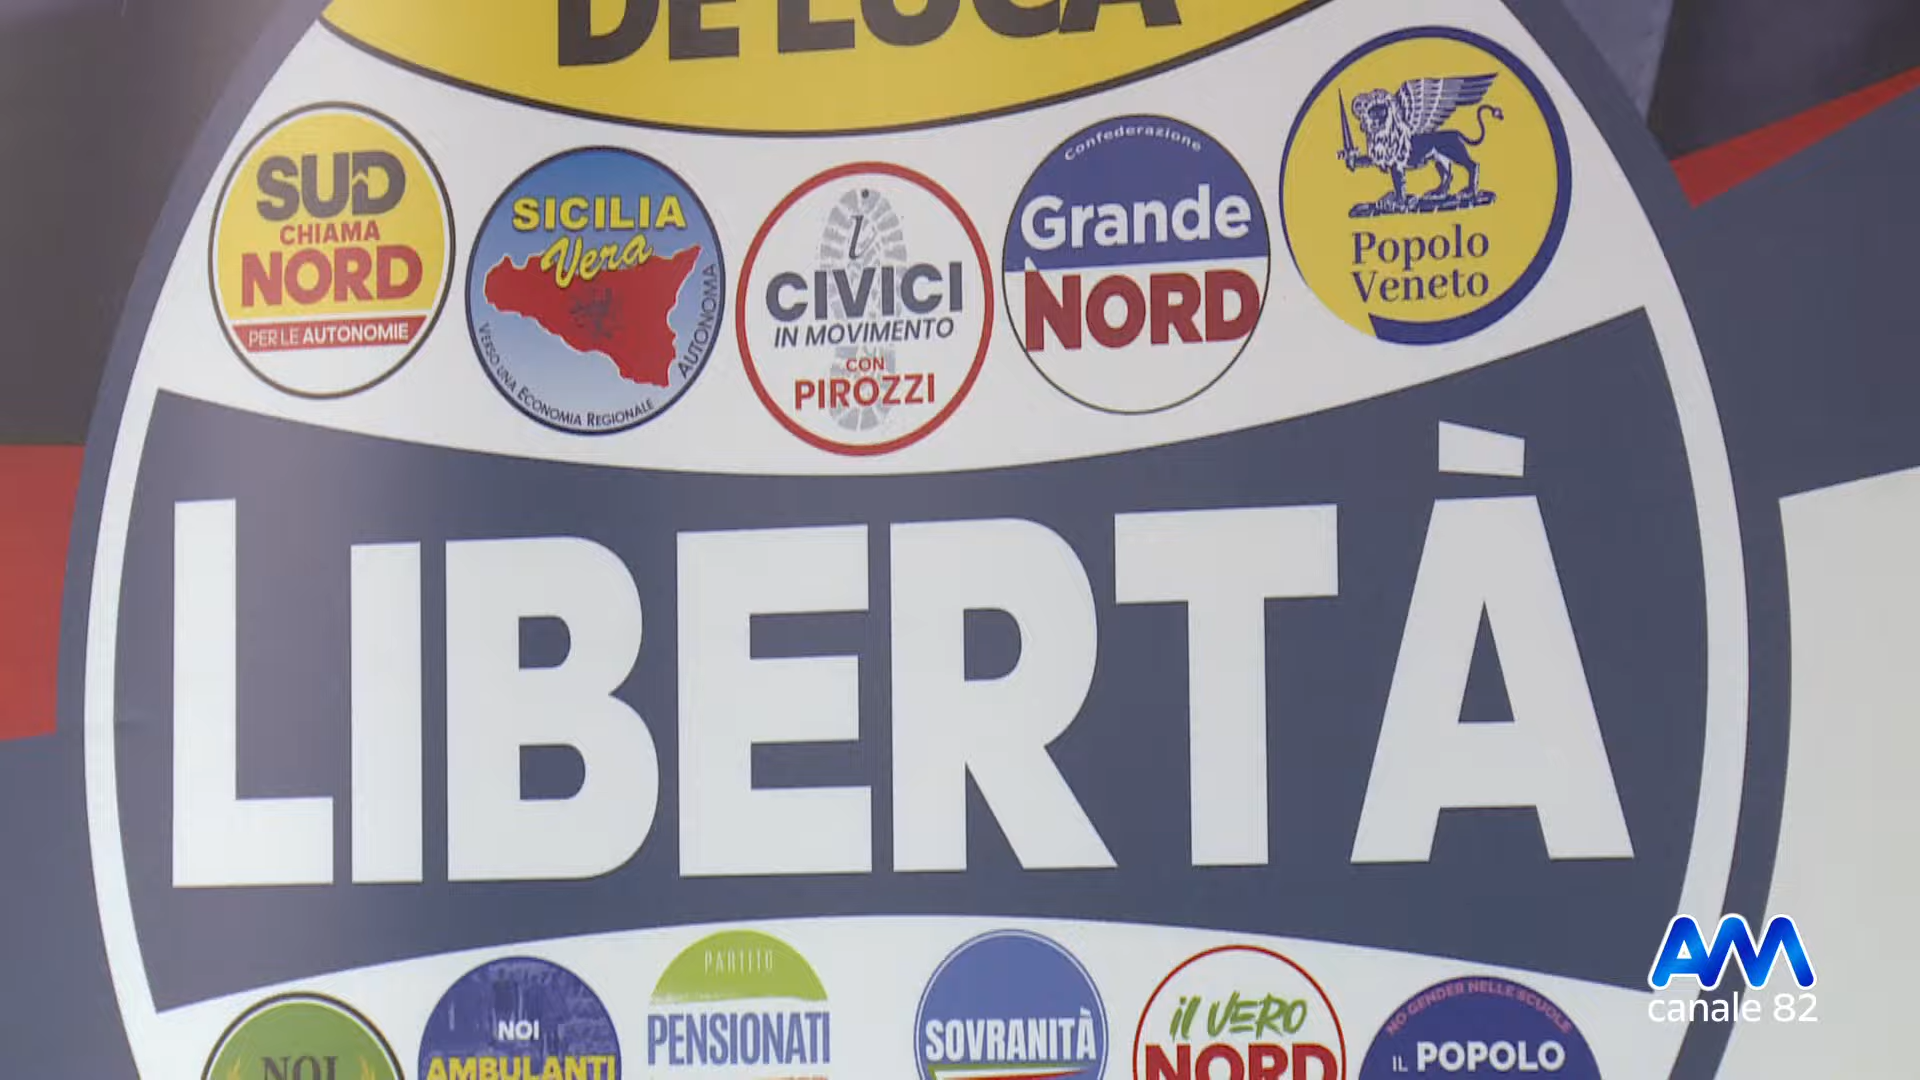 DE LUCA
SUD
CHIAMA
NORD
PER LE AUTONOMIE
SICILIA
Vera
VERSO UNA ECONOMIA REGIONALE AUTONOMA
i
CIVICI
IN MOVIMENTO
CON
PIROZZI
Confederazione
Grande
NORD
Popolo
Veneto
LIBERTÀ
NOI
NOI
AMBULANTI
PARTITO
PENSIONATI
SOVRANITÀ
il VERO
NORD
NO GENDER NELLE SCUOLE
IL POPOLO
AM
canale 82